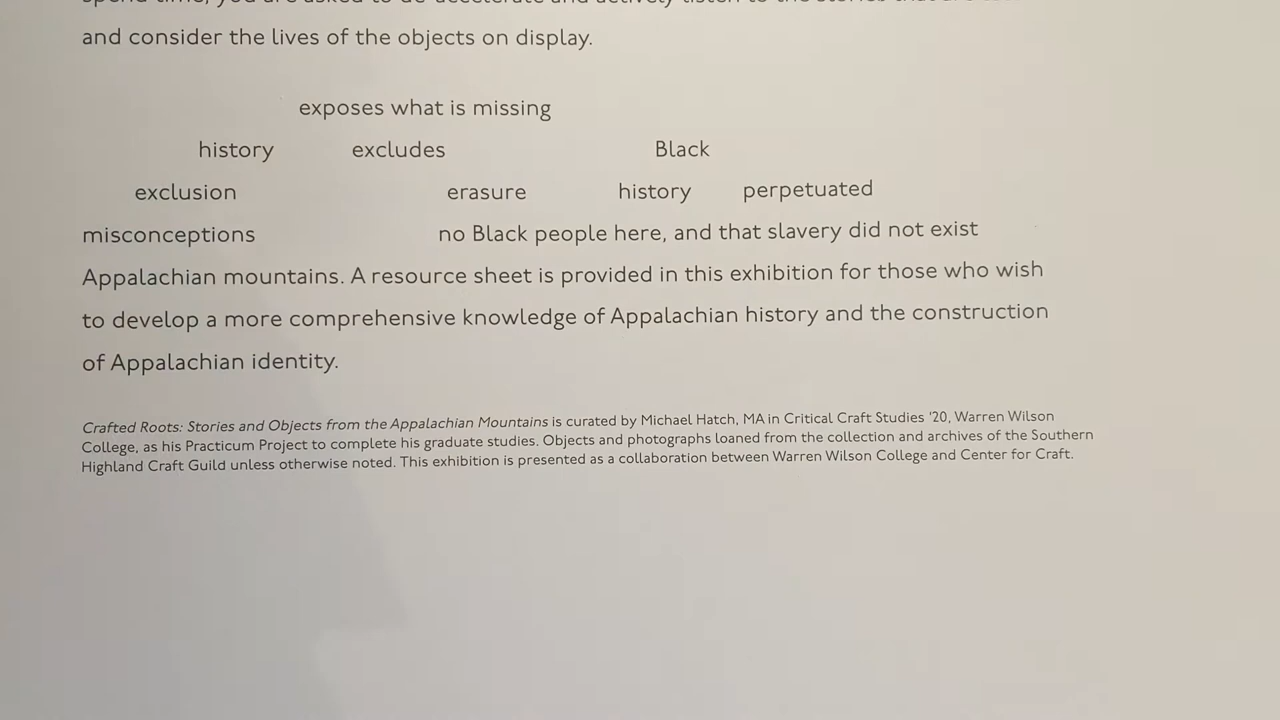 and consider the lives of the objects on display.
exposes what is missing
history excludes Black
exclusion erasure history perpetuated
misconceptions no Black people here, and that slavery did not exist
Appalachian mountains. A resource sheet is provided in this exhibition for those who wish
to develop a more comprehensive knowledge of Appalachian history and the construction
of Appalachian identity.
Crafted Roots: Stories and Objects from the Appalachian Mountains is curated by Michael Hatch, MA in Critical Craft Studies '20, Warren Wilson
College, as his Practicum Project to complete his graduate studies. Objects and photographs loaned from the collection and archives of the Southern
Highland Craft Guild unless otherwise noted. This exhibition is presented as a collaboration between Warren Wilson College and Center for Craft.